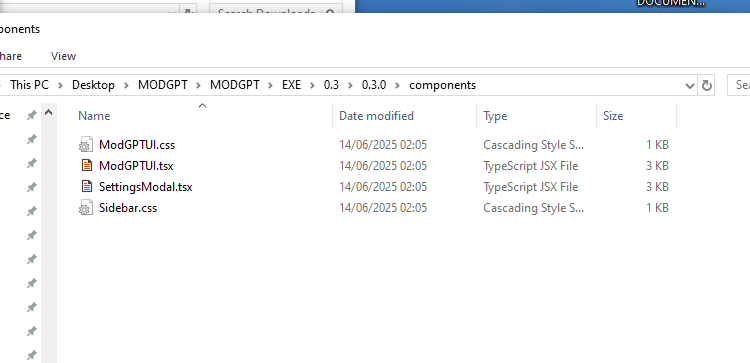 DOCUMEN...
Search Downloads
ponents
hare View
This PC > Desktop > MODGPT > MODGPT > EXE > 0.3 > 0.3.0 > components
Sea
ce
Name Date modified Type Size
ModGPTUI.css 14/06/2025 02:05 Cascading Style S... 1 KB
ModGPTUI.tsx 14/06/2025 02:05 TypeScript JSX File 3 KB
SettingsModal.tsx 14/06/2025 02:05 TypeScript JSX File 3 KB
Sidebar.css 14/06/2025 02:05 Cascading Style S... 1 KB